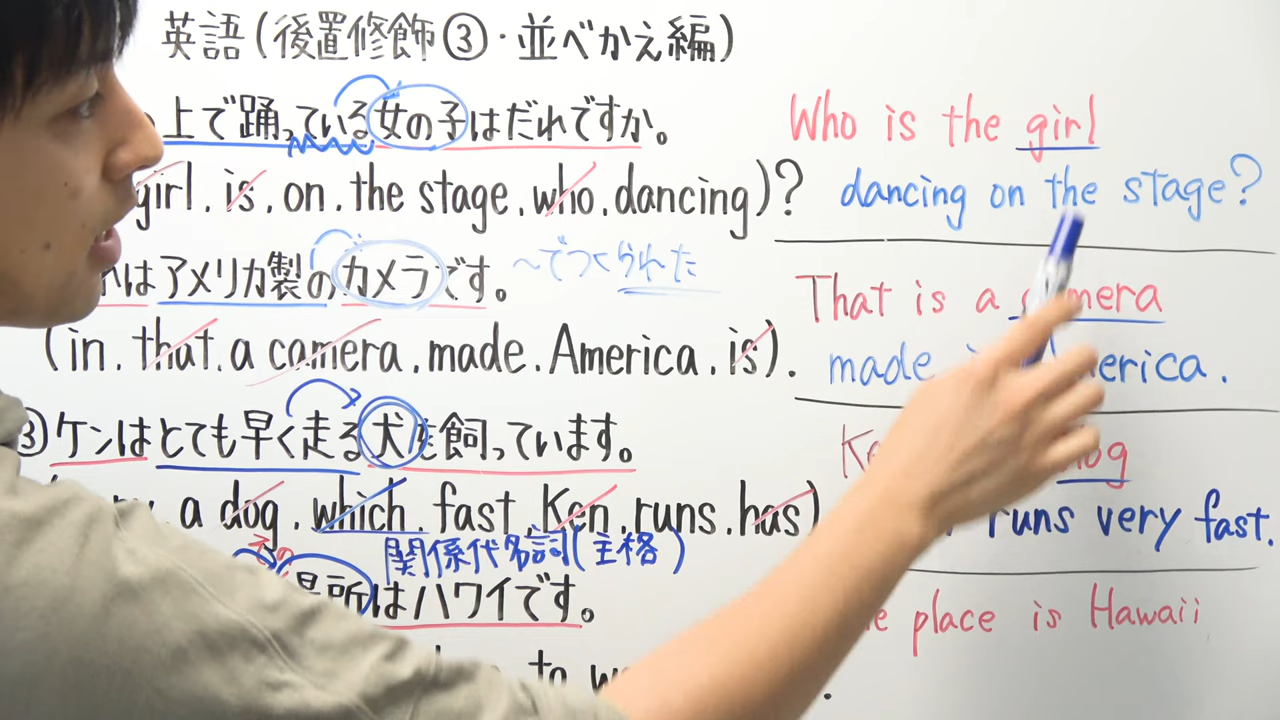 英語(後置修飾③・並べかえ編)
上で踊っている女の子はだれですか。
girl. is. on. the stage. who. dancing)?
Who is the girl
dancing on the stage?
はアメリカ製のカメラです。
〜でつくられた
(in. that. a camera. made. America. is).
That is a camera
made America.
③ケンはとても早く走る犬を飼っています。
a dog. which. fast. Ken. runs. has)
関係代名詞(主格)
dog
runs very fast.
その
場所はハワイです。
place is Hawaii
to